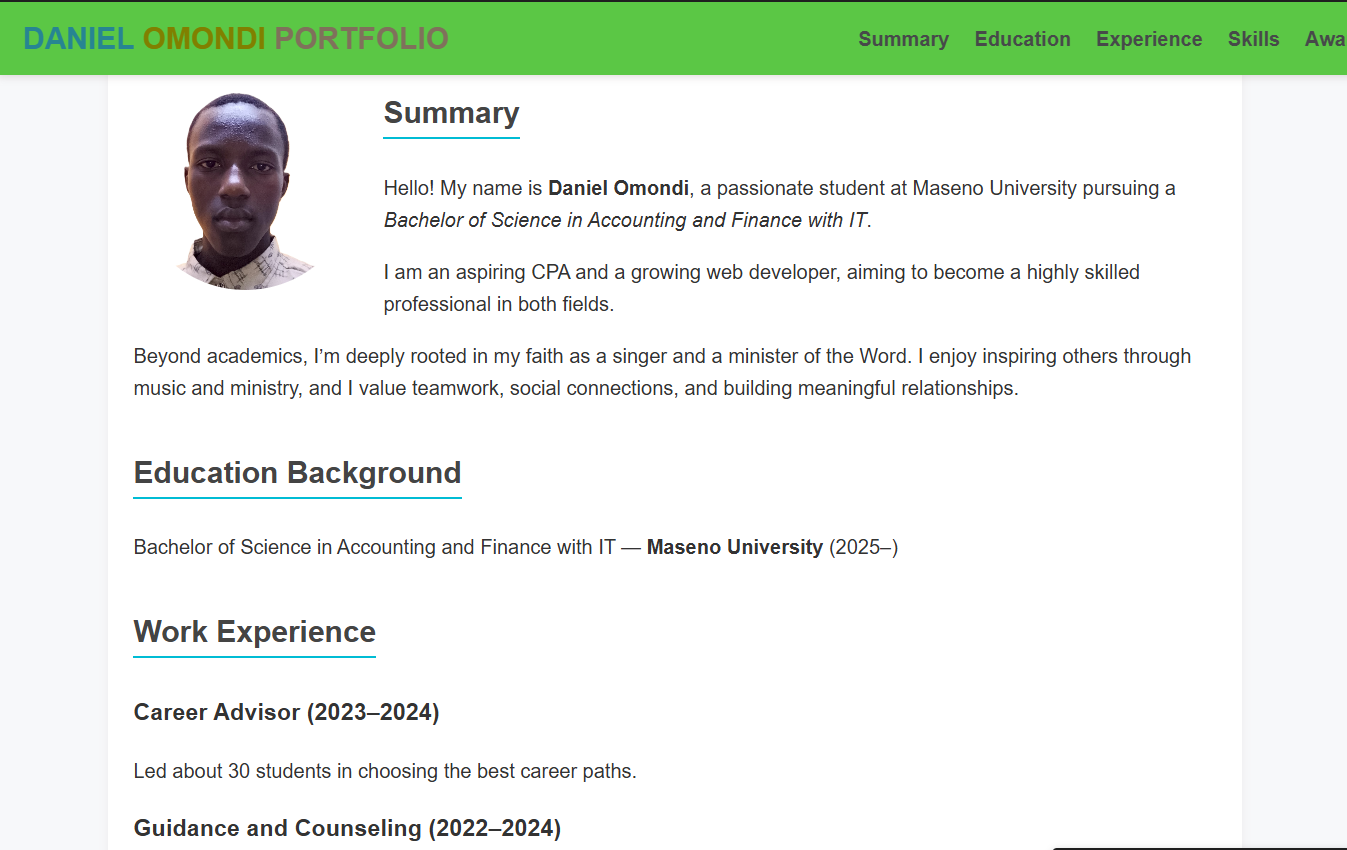 DANIEL OMONDI PORTFOLIO
Summary Education Experience Skills Awa
Summary
Hello! My name is Daniel Omondi, a passionate student at Maseno University pursuing a
Bachelor of Science in Accounting and Finance with IT.
I am an aspiring CPA and a growing web developer, aiming to become a highly skilled
professional in both fields.
Beyond academics, I’m deeply rooted in my faith as a singer and a minister of the Word. I enjoy inspiring others through
music and ministry, and I value teamwork, social connections, and building meaningful relationships.
Education Background
Bachelor of Science in Accounting and Finance with IT — Maseno University (2025–)
Work Experience
Career Advisor (2023–2024)
Led about 30 students in choosing the best career paths.
Guidance and Counseling (2022–2024)